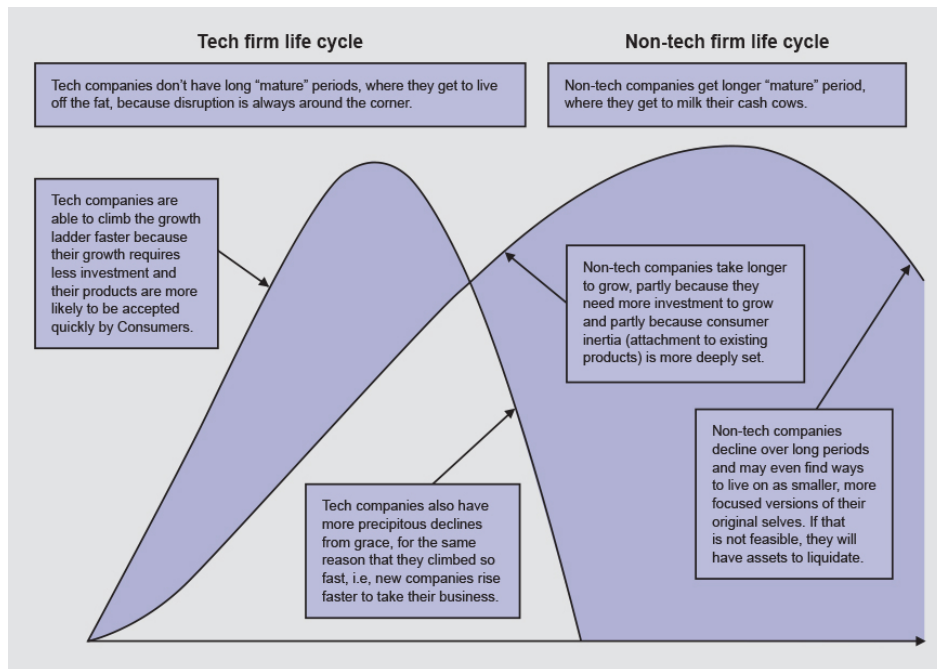 Tech firm life cycle
Non-tech firm life cycle
Tech companies don't have long “mature” periods, where they get to live
off the fat, because disruption is always around the corner.
Non-tech companies get longer “mature” period,
where they get to milk their cash cows.
Tech companies are
able to climb the growth
ladder faster because
their growth requires
less investment and
their products are more
likely to be accepted
quickly by Consumers.
Non-tech companies take longer
to grow, partly because they
need more investment to grow
and partly because consumer
inertia (attachment to existing
products) is more deeply set.
Non-tech companies
decline over long periods
and may even find ways
to live on as smaller, more
focused versions of their
original selves. If that
is not feasible, they will
have assets to liquidate.
Tech companies also have
more precipitous declines
from grace, for the same
reason that they climbed so
fast, i.e, new companies rise
faster to take their business.